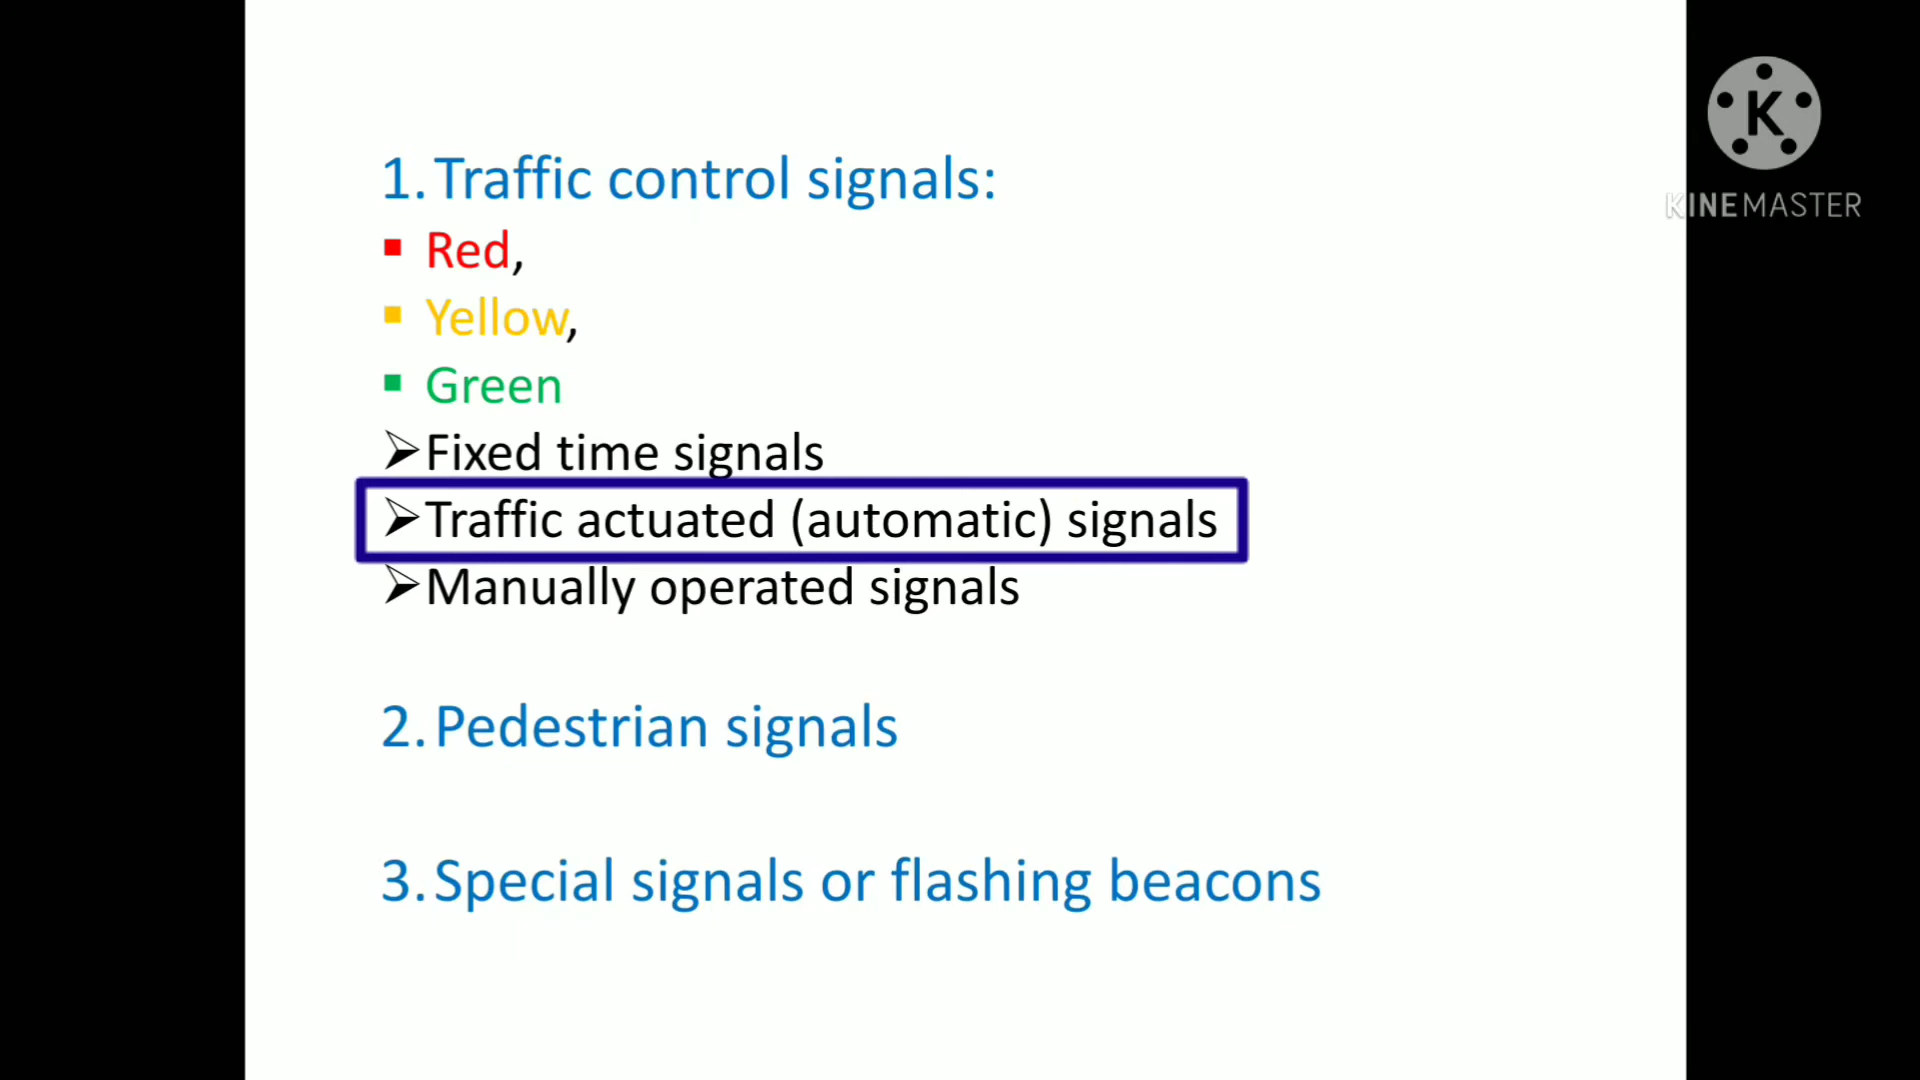 1. Traffic control signals:
▪ Red,
▪ Yellow,
▪ Green
➢Fixed time signals
➢Traffic actuated (automatic) signals
➢Manually operated signals
2. Pedestrian signals
3. Special signals or flashing beacons
K
KINEMASTER